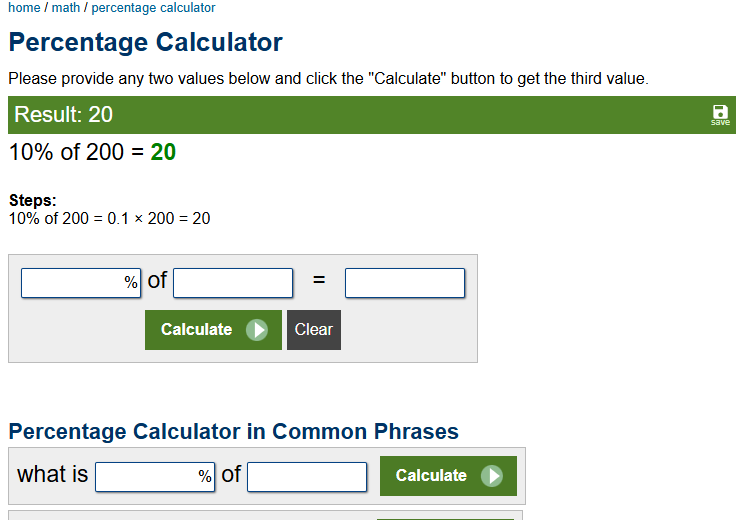 home / math / percentage calculator
Percentage Calculator
Please provide any two values below and click the "Calculate" button to get the third value.
Result: 20
save
10% of 200 = 20
Steps:
10% of 200 = 0.1 × 200 = 20
% of =
Calculate Clear
Percentage Calculator in Common Phrases
what is % of Calculate